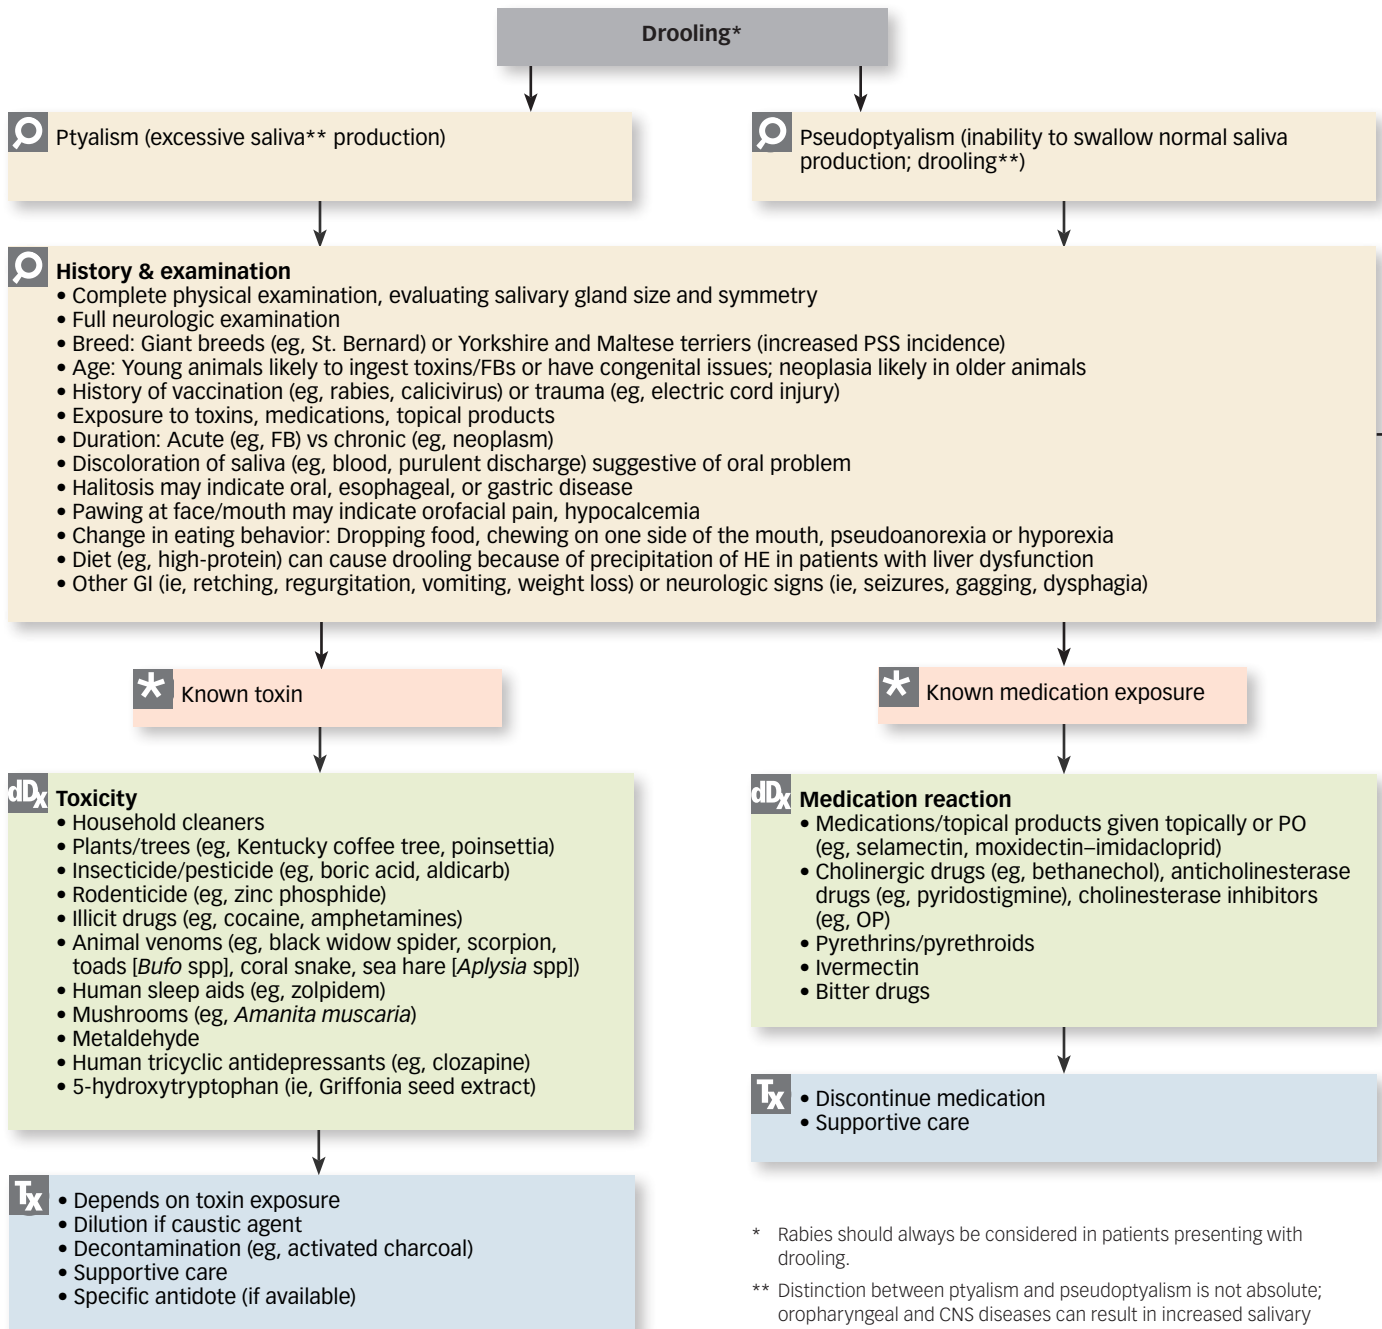 Drooling*
Ptyalism (excessive saliva** production)
Pseudoptyalism (inability to swallow normal saliva
production; drooling**)
History & examination
• Complete physical examination, evaluating salivary gland size and symmetry
• Full neurologic examination
• Breed: Giant breeds (eg, St. Bernard) or Yorkshire and Maltese terriers (increased PSS incidence)
• Age: Young animals likely to ingest toxins/FBs or have congenital issues; neoplasia likely in older animals
• History of vaccination (eg, rabies, calicivirus) or trauma (eg, electric cord injury)
• Exposure to toxins, medications, topical products
• Duration: Acute (eg, FB) vs chronic (eg, neoplasm)
• Discoloration of saliva (eg, blood, purulent discharge) suggestive of oral problem
• Halitosis may indicate oral, esophageal, or gastric disease
• Pawing at face/mouth may indicate orofacial pain, hypocalcemia
• Change in eating behavior: Dropping food, chewing on one side of the mouth, pseudoanorexia or hyporexia
• Diet (eg, high-protein) can cause drooling because of precipitation of HE in patients with liver dysfunction
• Other GI (ie, retching, regurgitation, vomiting, weight loss) or neurologic signs (ie, seizures, gagging, dysphagia)
* Known toxin
* Known medication exposure
dDx Toxicity
• Household cleaners
• Plants/trees (eg, Kentucky coffee tree, poinsettia)
• Insecticide/pesticide (eg, boric acid, aldicarb)
• Rodenticide (eg, zinc phosphide)
• Illicit drugs (eg, cocaine, amphetamines)
• Animal venoms (eg, black widow spider, scorpion,
toads [Bufo spp], coral snake, sea hare [Aplysia spp])
• Human sleep aids (eg, zolpidem)
• Mushrooms (eg, Amanita muscaria)
• Metaldehyde
• Human tricyclic antidepressants (eg, clozapine)
• 5-hydroxytryptophan (ie, Griffonia seed extract)
dDx Medication reaction
• Medications/topical products given topically or PO
(eg, selamectin, moxidectin–imidacloprid)
• Cholinergic drugs (eg, bethanechol), anticholinesterase
drugs (eg, pyridostigmine), cholinesterase inhibitors
(eg, OP)
• Pyrethrins/pyrethroids
• Ivermectin
• Bitter drugs
Tx • Discontinue medication
• Supportive care
Tx • Depends on toxin exposure
• Dilution if caustic agent
• Decontamination (eg, activated charcoal)
• Supportive care
• Specific antidote (if available)
* Rabies should always be considered in patients presenting with
drooling.
** Distinction between ptyalism and pseudoptyalism is not absolute;
oropharyngeal and CNS diseases can result in increased salivary